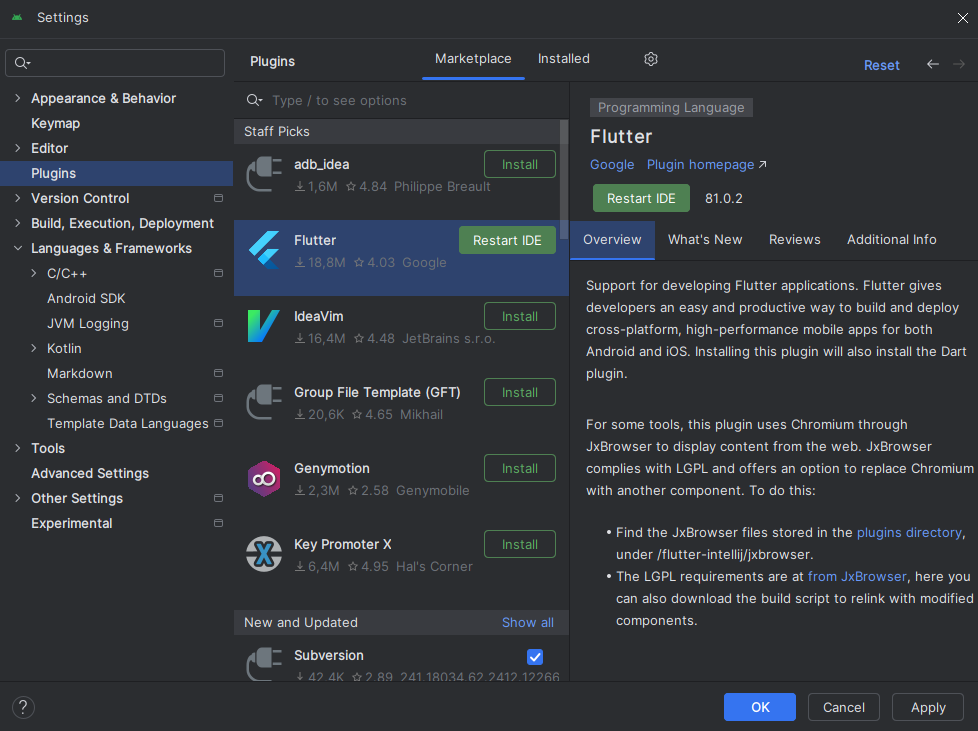 Settings
Appearance & Behavior
Keymap
Editor
Plugins
Version Control
Build, Execution, Deployment
Languages & Frameworks
C/C++
Android SDK
JVM Logging
Kotlin
Markdown
Schemas and DTDs
Template Data Languages
Tools
Advanced Settings
Other Settings
Experimental
Plugins
Marketplace
Installed
Reset
Type / to see options
Staff Picks
adb_idea
Install
1,6M 4.84 Philippe Breault
Flutter
Restart IDE
18,8M 4.03 Google
IdeaVim
Install
16,4M 4.48 JetBrains s.r.o.
Group File Template (GFT)
Install
20,6K 4.65 Mikhail
Genymotion
Install
2,3M 2.58 Genymobile
Key Promoter X
Install
6,4M 4.95 Hal's Corner
New and Updated
Show all
Subversion
42,4K 2.89 241.18034.62.2412.12266
Programming Language
Flutter
Google Plugin homepage ↗
Restart IDE 81.0.2
Overview
What's New
Reviews
Additional Info
Support for developing Flutter applications. Flutter gives
developers an easy and productive way to build and deploy
cross-platform, high-performance mobile apps for both
Android and iOS. Installing this plugin will also install the Dart
plugin.
For some tools, this plugin uses Chromium through
JxBrowser to display content from the web. JxBrowser
complies with LGPL and offers an option to replace Chromium
with another component. To do this:
• Find the JxBrowser files stored in the plugins directory,
under /flutter-intellij/jxbrowser.
• The LGPL requirements are at from JxBrowser, here you
can also download the build script to relink with modified
components.
?
OK
Cancel
Apply